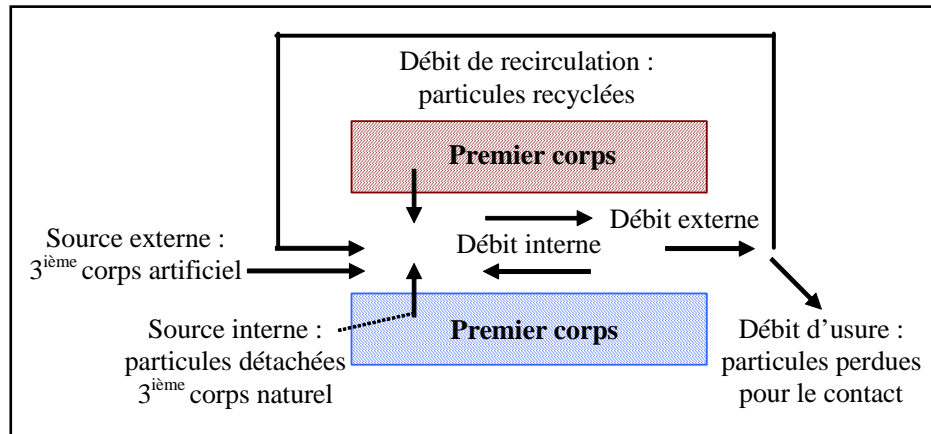 Débit de recirculation :
particules recyclées
Premier corps
Débit externe
Débit interne
Source externe :
3ième corps artificiel
Premier corps
Source interne :
particules détachées
3ième corps naturel
Débit d'usure :
particules perdues
pour le contact